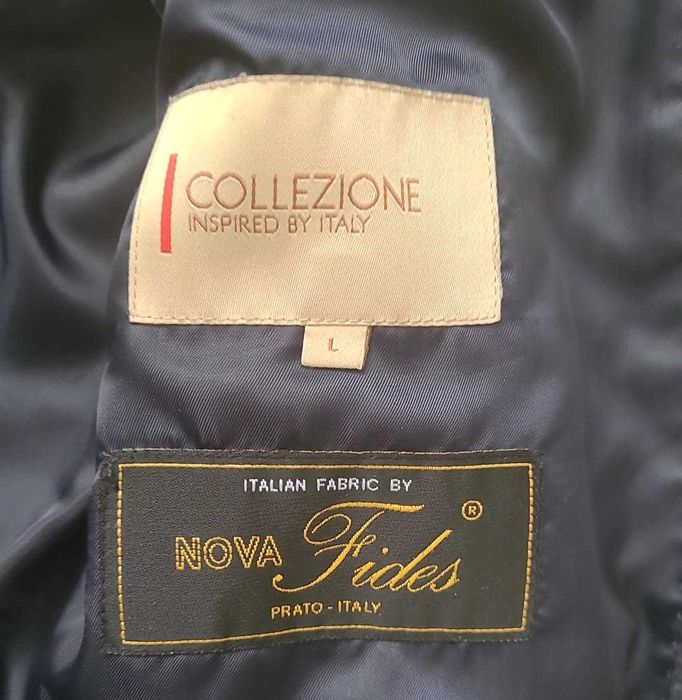 COLLEZIONE
INSPIRED BY ITALY
L
ITALIAN FABRIC BY
NOVA Fides ®
PRATO - ITALY